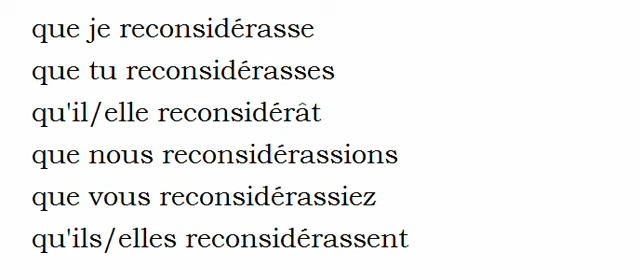 que je reconsidérasse
que tu reconsidérasses
qu'il/elle reconsidérât
que nous reconsidérassions
que vous reconsidérassiez
qu'ils/elles reconsidérassent